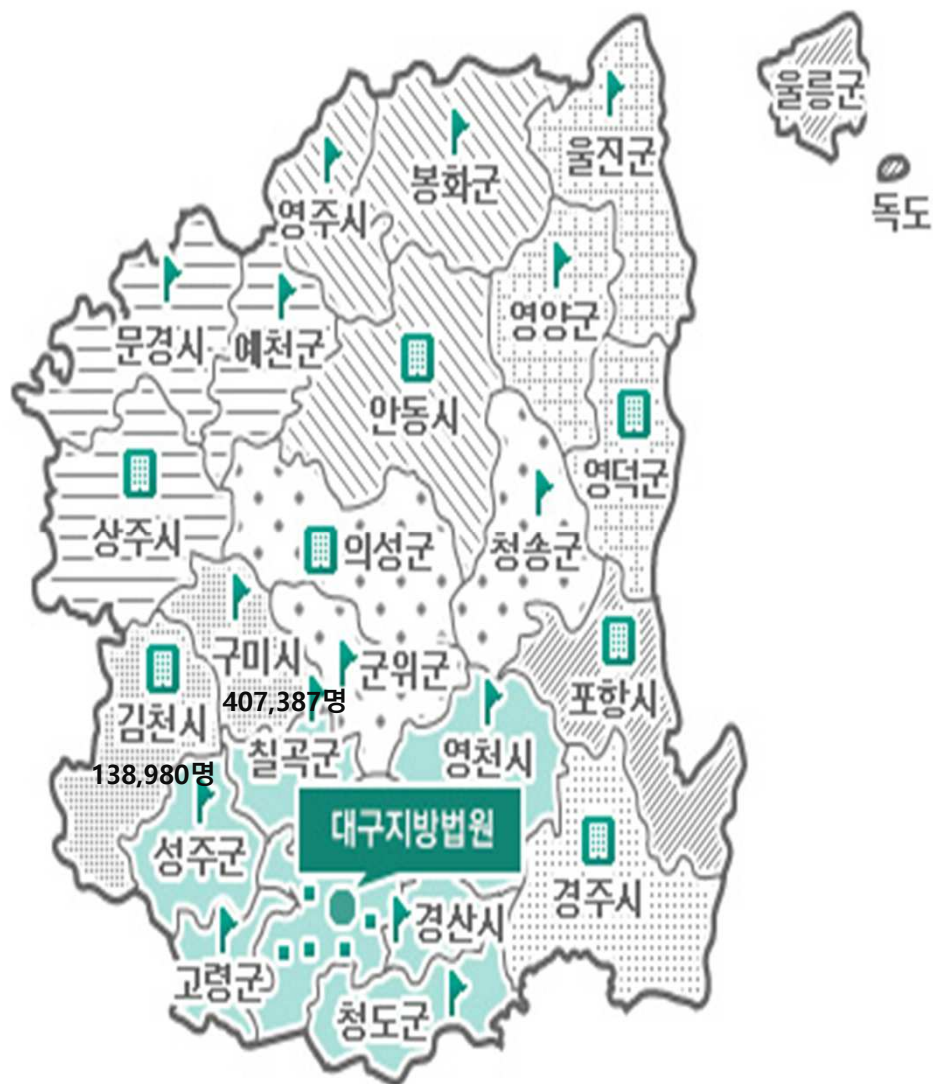 울릉군
독도
울진군
봉화군
영주시
영양군
문경시
예천군
안동시
영덕군
상주시
의성군
청송군
구미시
407,387명
군위군
포항시
김천시
138,980명
칠곡군
영천시
대구지방법원
성주군
경주시
경산시
고령군
청도군